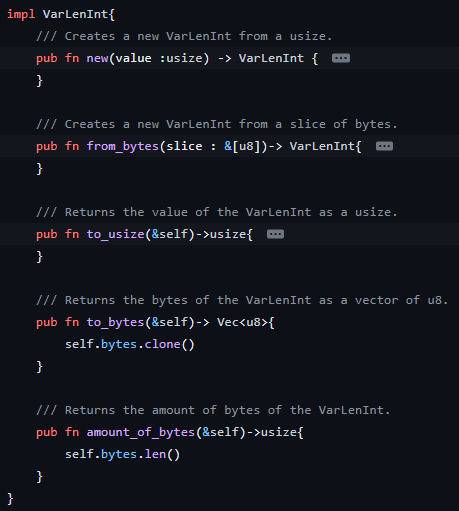 impl VarLenInt{
    /// Creates a new VarLenInt from a usize.
    pub fn new(value :usize) -> VarLenInt { ···
    }

    /// Creates a new VarLenInt from a slice of bytes.
    pub fn from_bytes(slice : &[u8])-> VarLenInt{ ···
    }

    /// Returns the value of the VarLenInt as a usize.
    pub fn to_usize(&self)->usize{ ···
    }

    /// Returns the bytes of the VarLenInt as a vector of u8.
    pub fn to_bytes(&self)-> Vec<u8>{
        self.bytes.clone()
    }

    /// Returns the amount of bytes of the VarLenInt.
    pub fn amount_of_bytes(&self)->usize{
        self.bytes.len()
    }
}